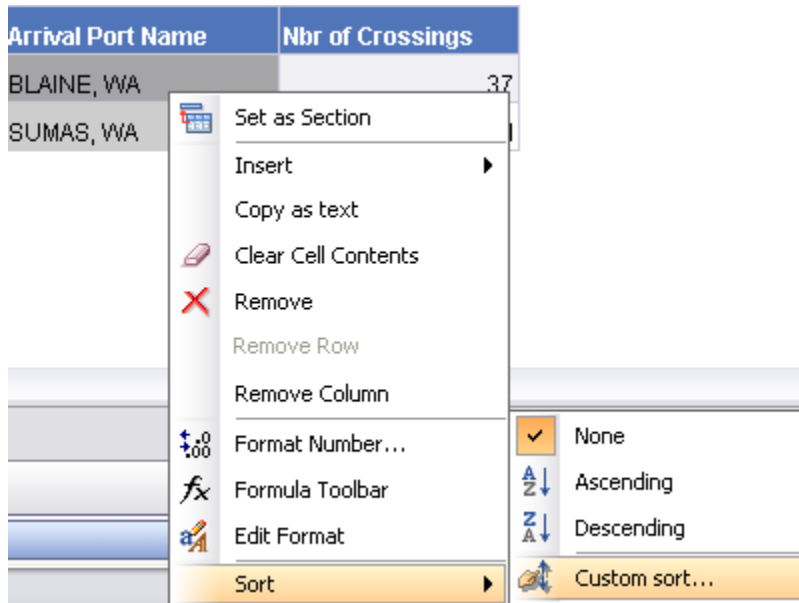 Arrival Port Name Nbr of Crossings
BLAINE, WA 37
SUMAS, WA
Set as Section
Insert
Copy as text
Clear Cell Contents
Remove
Remove Row
Remove Column
Format Number...
Formula Toolbar
Edit Format
Sort
None
Ascending
Descending
Custom sort...